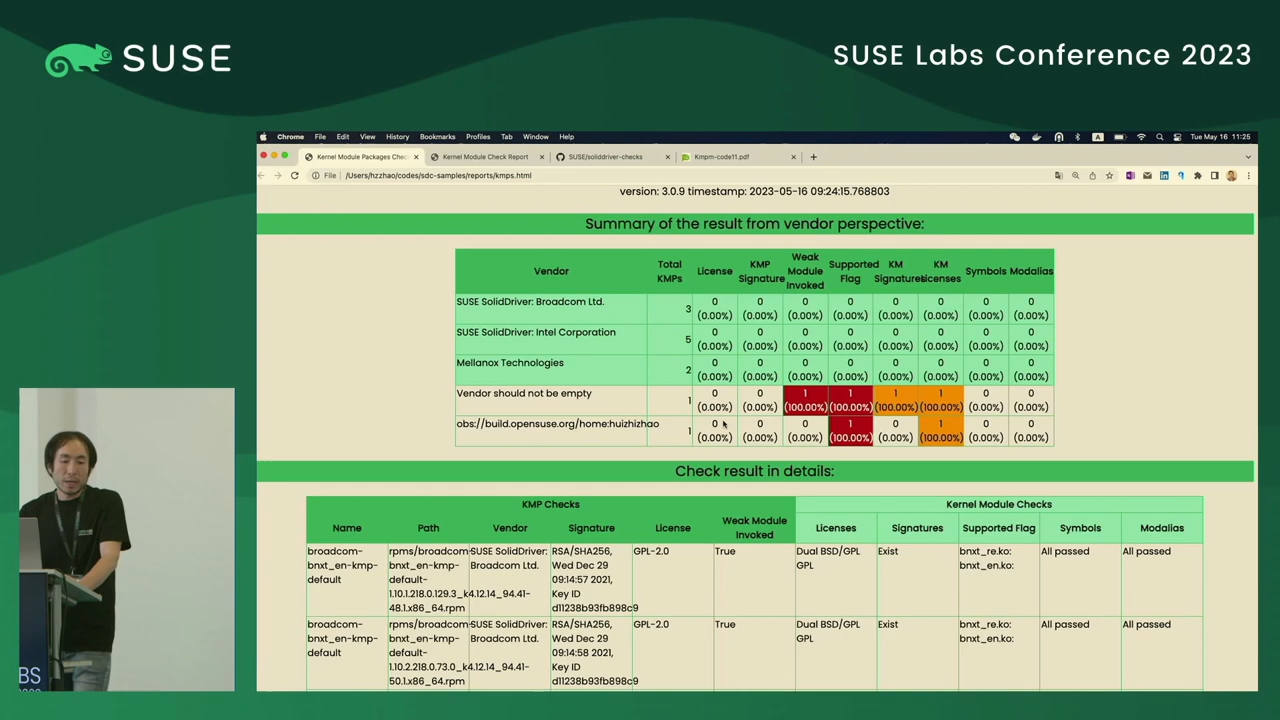 SUSE
SUSE Labs Conference 2023
Chrome File Edit View History Bookmarks Profiles Tab Window Help
A
Tue May 16 11:25
Kernel Module Packages Chec
Kernel Module Check Report
SUSE/soliddriver-checks
Kmpm-code11.pdf
File /Users/hzzhao/codes/sdc-samples/reports/kmps.html
version: 3.0.9 timestamp: 2023-05-16 09:24:15.768803
Summary of the result from vendor perspective:
Vendor Total KMPs License KMP Signature Weak Module Invoked Supported Flag KM Signatures KM Licenses Symbols Modalias
SUSE SolidDriver: Broadcom Ltd. 3 0 (0.00%) 0 (0.00%) 0 (0.00%) 0 (0.00%) 0 (0.00%) 0 (0.00%) 0 (0.00%) 0 (0.00%)
SUSE SolidDriver: Intel Corporation 5 0 (0.00%) 0 (0.00%) 0 (0.00%) 0 (0.00%) 0 (0.00%) 0 (0.00%) 0 (0.00%) 0 (0.00%)
Mellanox Technologies 2 0 (0.00%) 0 (0.00%) 0 (0.00%) 0 (0.00%) 0 (0.00%) 0 (0.00%) 0 (0.00%) 0 (0.00%)
Vendor should not be empty 1 0 (0.00%) 0 (0.00%) 1 (100.00%) 1 (100.00%) 1 (100.00%) 1 (100.00%) 0 (0.00%) 0 (0.00%)
obs://build.opensuse.org/home:huizhizhao 1 0 (0.00%) 0 (0.00%) 0 (0.00%) 1 (100.00%) 0 (0.00%) 1 (100.00%) 0 (0.00%) 0 (0.00%)
Check result in details:
KMP Checks Kernel Module Checks
Name Path Vendor Signature License Weak Module Invoked Licenses Signatures Supported Flag Symbols Modalias
broadcom-bnxt_en-kmp-default rpms/broadcom-bnxt_en-kmp-default-1.10.1.218.0.129.3_k4.12.14_94.41-48.1.x86_64.rpm SUSE SolidDriver: Broadcom Ltd. RSA/SHA256, Wed Dec 29 09:14:57 2021, Key ID d11238b93fb898c9 GPL-2.0 True Dual BSD/GPL GPL Exist bnxt_re.ko: bnxt_en.ko: All passed All passed
broadcom-bnxt_en-kmp-default rpms/broadcom-bnxt_en-kmp-default-1.10.2.218.0.73.0_k4.12.14_94.41-50.1.x86_64.rpm SUSE SolidDriver: Broadcom Ltd. RSA/SHA256, Wed Dec 29 09:14:58 2021, Key ID d11238b93fb898c9 GPL-2.0 True Dual BSD/GPL GPL Exist bnxt_re.ko: bnxt_en.ko: All passed All passed
BS